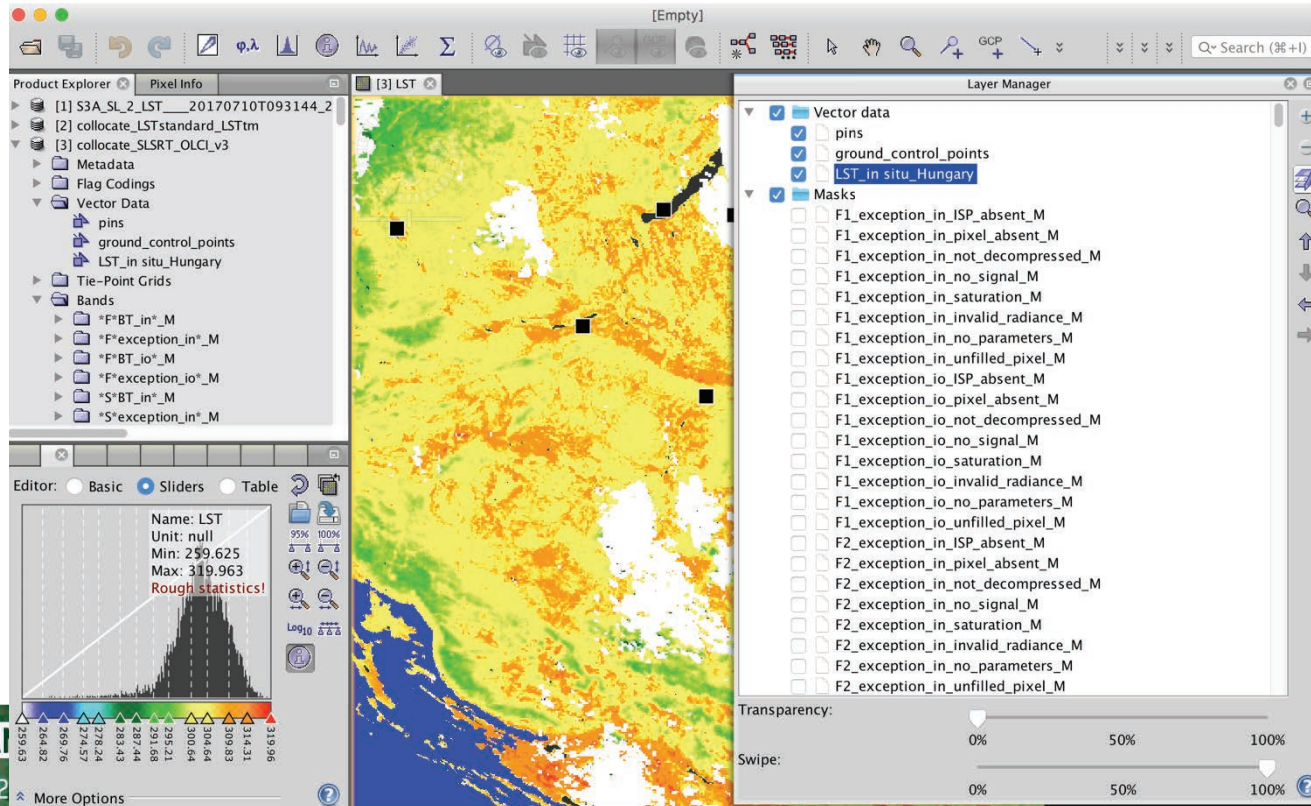 [Empty]
φ,λ
Σ
GCP
GCP
Search (⌘+I)
Product Explorer
Pixel Info
[1] S3A_SL_2_LST____20170710T093144_2
[2] collocate_LSTstandard_LSTtm
[3] collocate_SLSRT_OLCI_v3
Metadata
Flag Codings
Vector Data
pins
ground_control_points
LST_in situ_Hungary
Tie-Point Grids
Bands
*F*BT_in*_M
*F*exception_in*_M
*F*BT_io*_M
*F*exception_io*_M
*S*BT_in*_M
*S*exception_in*_M
Editor: Basic Sliders Table
Name: LST
Unit: null
Min: 259.625
Max: 319.963
Rough statistics!
95% 100%
Log10
259.63
264.82
269.76
274.57
278.24
283.43
287.44
291.68
295.21
300.64
304.64
309.83
314.31
319.96
More Options
[3] LST
Layer Manager
Vector data
pins
ground_control_points
LST_in situ_Hungary
Masks
F1_exception_in_ISP_absent_M
F1_exception_in_pixel_absent_M
F1_exception_in_not_decompressed_M
F1_exception_in_no_signal_M
F1_exception_in_saturation_M
F1_exception_in_invalid_radiance_M
F1_exception_in_no_parameters_M
F1_exception_in_unfilled_pixel_M
F1_exception_io_ISP_absent_M
F1_exception_io_pixel_absent_M
F1_exception_io_not_decompressed_M
F1_exception_io_no_signal_M
F1_exception_io_saturation_M
F1_exception_io_invalid_radiance_M
F1_exception_io_no_parameters_M
F1_exception_io_unfilled_pixel_M
F2_exception_in_ISP_absent_M
F2_exception_in_pixel_absent_M
F2_exception_in_not_decompressed_M
F2_exception_in_no_signal_M
F2_exception_in_saturation_M
F2_exception_in_invalid_radiance_M
F2_exception_in_no_parameters_M
F2_exception_in_unfilled_pixel_M
Transparency:
0% 50% 100%
Swipe:
0% 50% 100%